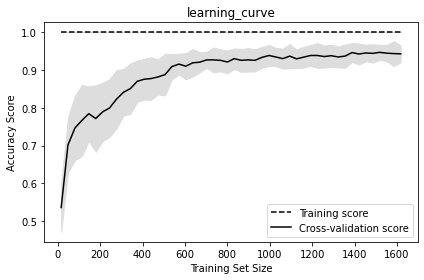 learning_curve
1.0
0.9
0.8
0.7
0.6
0.5
Accuracy Score
0 200 400 600 800 1000 1200 1400 1600
Training Set Size
Training score
Cross-validation score